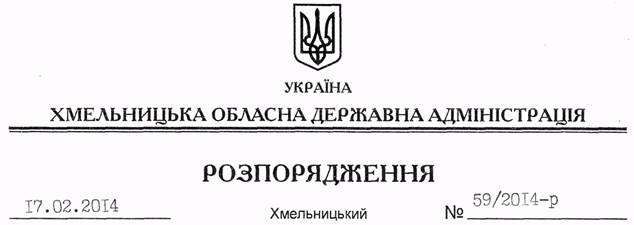 УКРАЇНА
ХМЕЛЬНИЦЬКА ОБЛАСНА ДЕРЖАВНА АДМІНІСТРАЦІЯ
РОЗПОРЯДЖЕННЯ
17.02.2014 Хмельницький № 59/2014-р